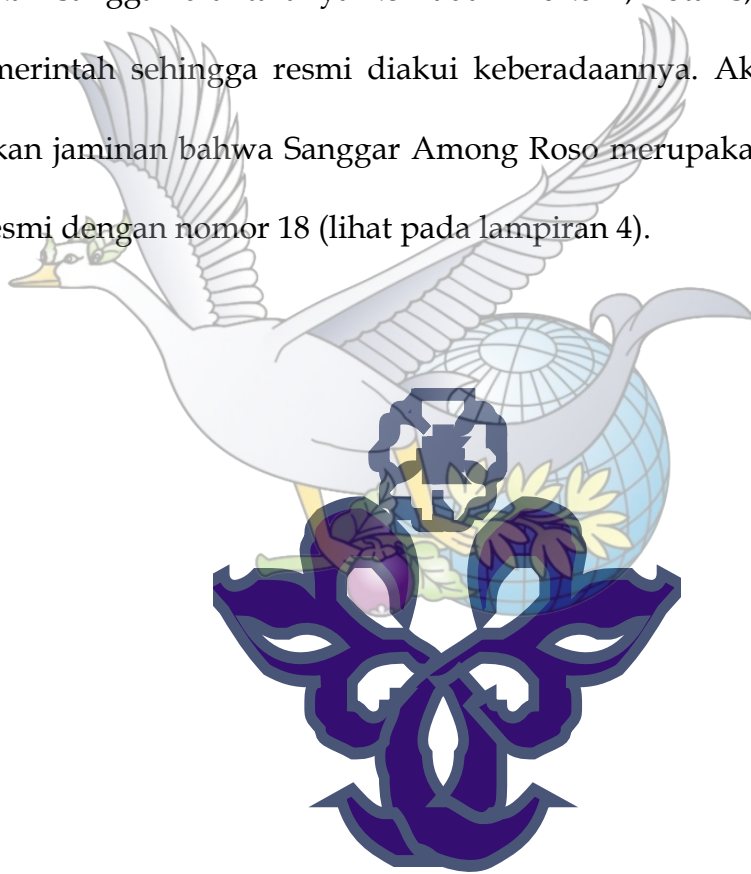 merintah sehingga resmi diakui keberadaannya. Ak
kan jaminan bahwa Sanggar Among Roso merupaka
esmi dengan nomor 18 (lihat pada lampiran 4).